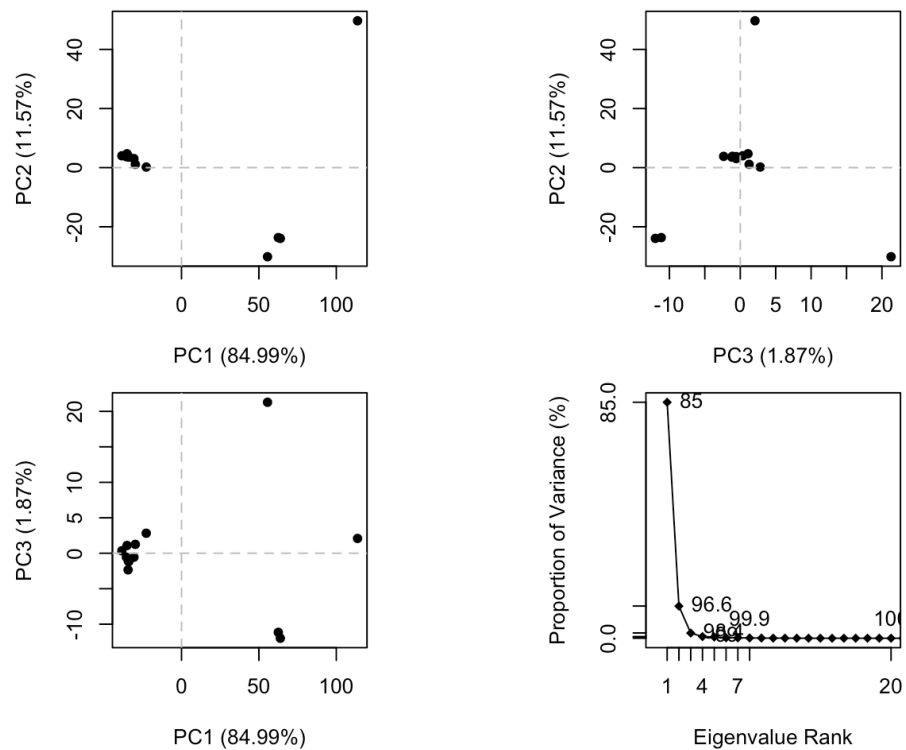 40
20
0
-20
PC2 (11.57%)
0 50 100
PC1 (84.99%)
40
20
0
-20
PC2 (11.57%)
-10 0 5 10 20
PC3 (1.87%)
20
10
5
0
-10
PC3 (1.87%)
0 50 100
PC1 (84.99%)
85.0
0.0
Proportion of Variance (%)
85
96.6
99.9
1 4 7 20
Eigenvalue Rank